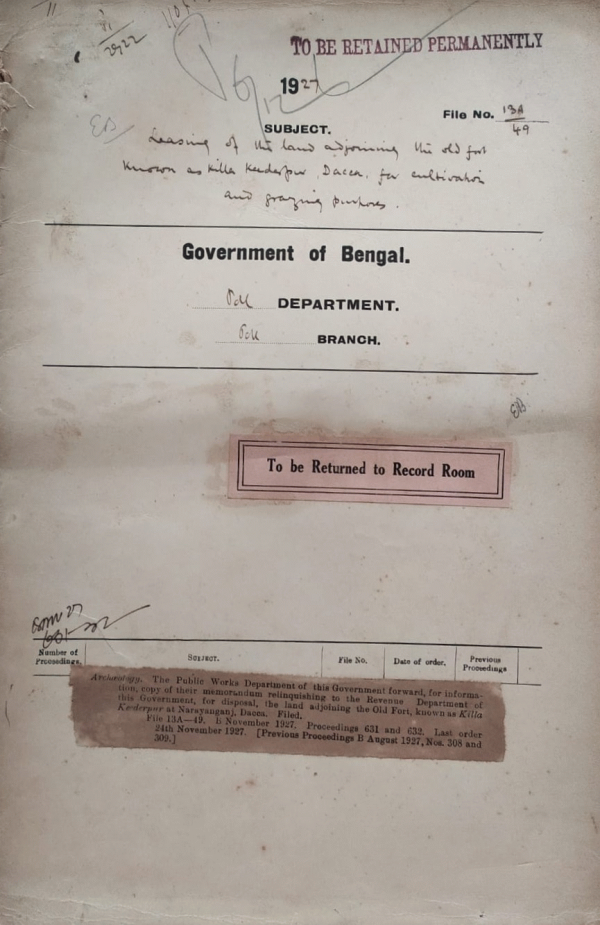 TO BE RETAINED PERMANENTLY
1927
File No. 13A/49
SUBJECT.
Leasing of the land adjoining the old fort
known as Killa Kerderpur, Dacca, for cultivation
and grazing purposes.
Government of Bengal.
DEPARTMENT.
BRANCH.
To be Returned to Record Room
Number of Proceedings. SUBJECT. File No. Date of order. Previous Proceedings
Archæology. The Public Works Department of this Government forward, for informa-
tion, copy of their memorandum relinquishing to the Revenue Department of
this Government, for disposal, the land adjoining the Old Fort, known as Killa
Kerderpur at Narayanganj, Dacca. Filed.
File 13A—49. B November 1927. Proceedings 631 and 632. Last order
24th November 1927. [Previous Proceedings B August 1927, Nos. 308 and
309.]